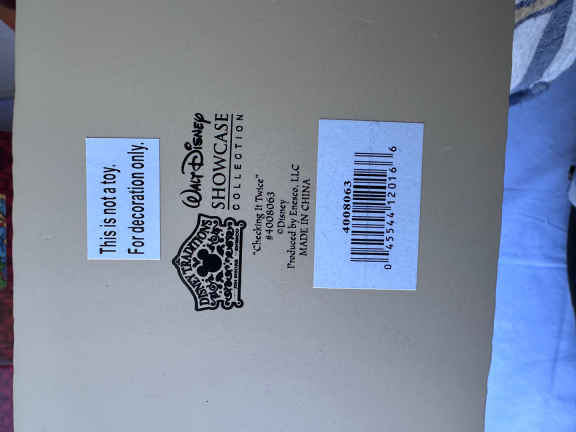 This is not a toy.
For decoration only.
DISNEY TRADITIONS
WALT DISNEY
SHOWCASE
COLLECTION
"Checking It Twice"
#4008063
©Disney
Produced by Enesco, LLC
MADE IN CHINA
4008063
0 45544 12016 6